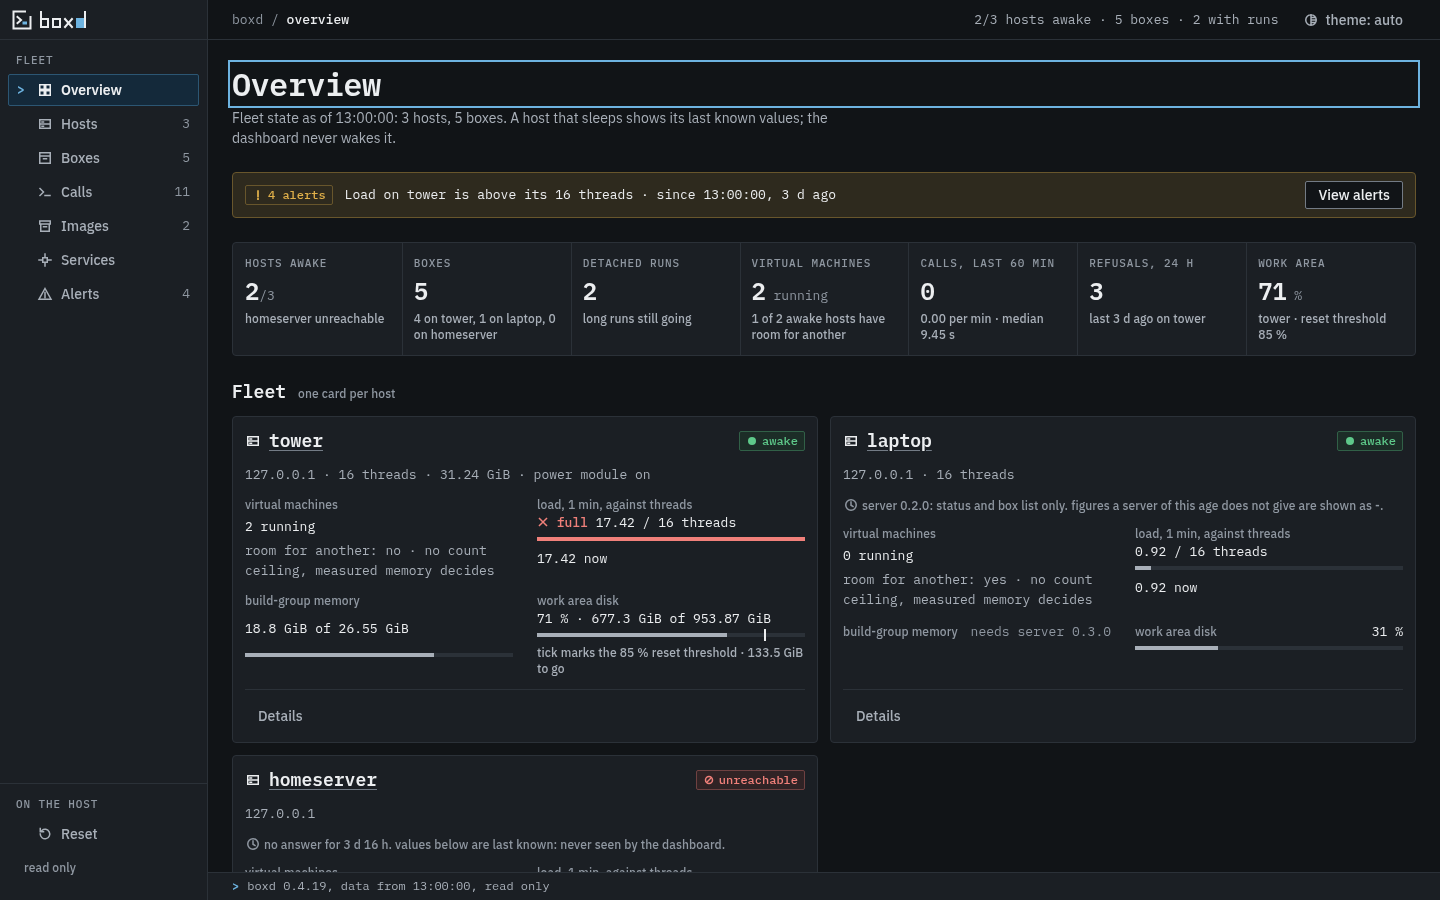 boxd
boxd / overview
2/3 hosts awake · 5 boxes · 2 with runs
theme: auto
FLEET
> Overview
Hosts 3
Boxes 5
Calls 11
Images 2
Services
Alerts 4
ON THE HOST
Reset
read only
Overview
Fleet state as of 13:00:00: 3 hosts, 5 boxes. A host that sleeps shows its last known values; the
dashboard never wakes it.
! 4 alerts Load on tower is above its 16 threads · since 13:00:00, 3 d ago View alerts
HOSTS AWAKE
2/3
homeserver unreachable
BOXES
5
4 on tower, 1 on laptop, 0
on homeserver
DETACHED RUNS
2
long runs still going
VIRTUAL MACHINES
2 running
1 of 2 awake hosts have
room for another
CALLS, LAST 60 MIN
0
0.00 per min · median
9.45 s
REFUSALS, 24 H
3
last 3 d ago on tower
WORK AREA
71 %
tower · reset threshold
85 %
Fleet one card per host
tower awake
127.0.0.1 · 16 threads · 31.24 GiB · power module on
virtual machines
2 running
room for another: no · no count
ceiling, measured memory decides
load, 1 min, against threads
full 17.42 / 16 threads
17.42 now
build-group memory
18.8 GiB of 26.55 GiB
work area disk
71 % · 677.3 GiB of 953.87 GiB
tick marks the 85 % reset threshold · 133.5 GiB
to go
Details
laptop awake
127.0.0.1 · 16 threads
server 0.2.0: status and box list only. figures a server of this age does not give are shown as -.
virtual machines
0 running
room for another: yes · no count
ceiling, measured memory decides
load, 1 min, against threads
0.92 / 16 threads
0.92 now
build-group memory needs server 0.3.0
work area disk 31 %
Details
homeserver unreachable
127.0.0.1
no answer for 3 d 16 h. values below are last known: never seen by the dashboard.
virtual machines
load, 1 min, against threads
> boxd 0.4.19, data from 13:00:00, read only